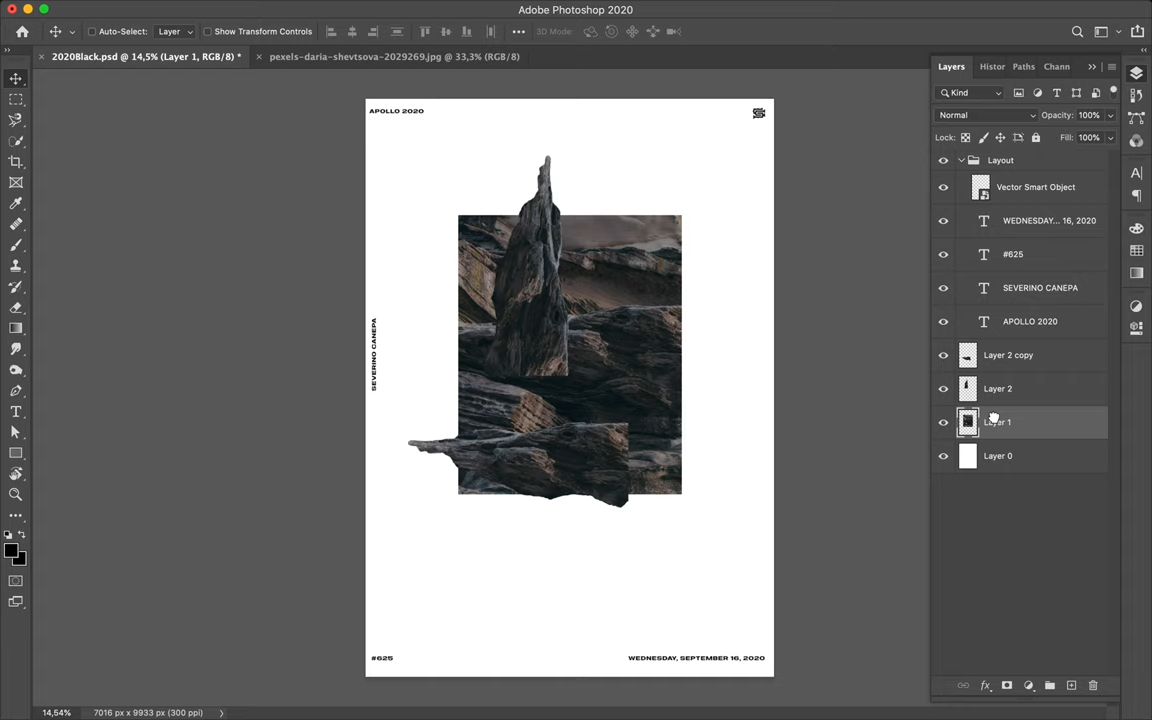 Adobe Photoshop 2020
Auto-Select: Layer Show Transform Controls 3D Mode:
2020Black.psd @ 14,5% (Layer 1, RGB/8) * pexels-daria-shevtsova-2029269.jpg @ 33,3% (RGB/8)
APOLLO 2020
SEVERINO CANEPA
#625
WEDNESDAY, SEPTEMBER 16, 2020
Layers Histor Paths Chann
Kind
Normal Opacity: 100%
Lock: Fill: 100%
Layout
Vector Smart Object
WEDNESDAY... 16, 2020
#625
SEVERINO CANEPA
APOLLO 2020
Layer 2 copy
Layer 2
Layer 1
Layer 0
14,54% 7016 px x 9933 px (300 ppi)